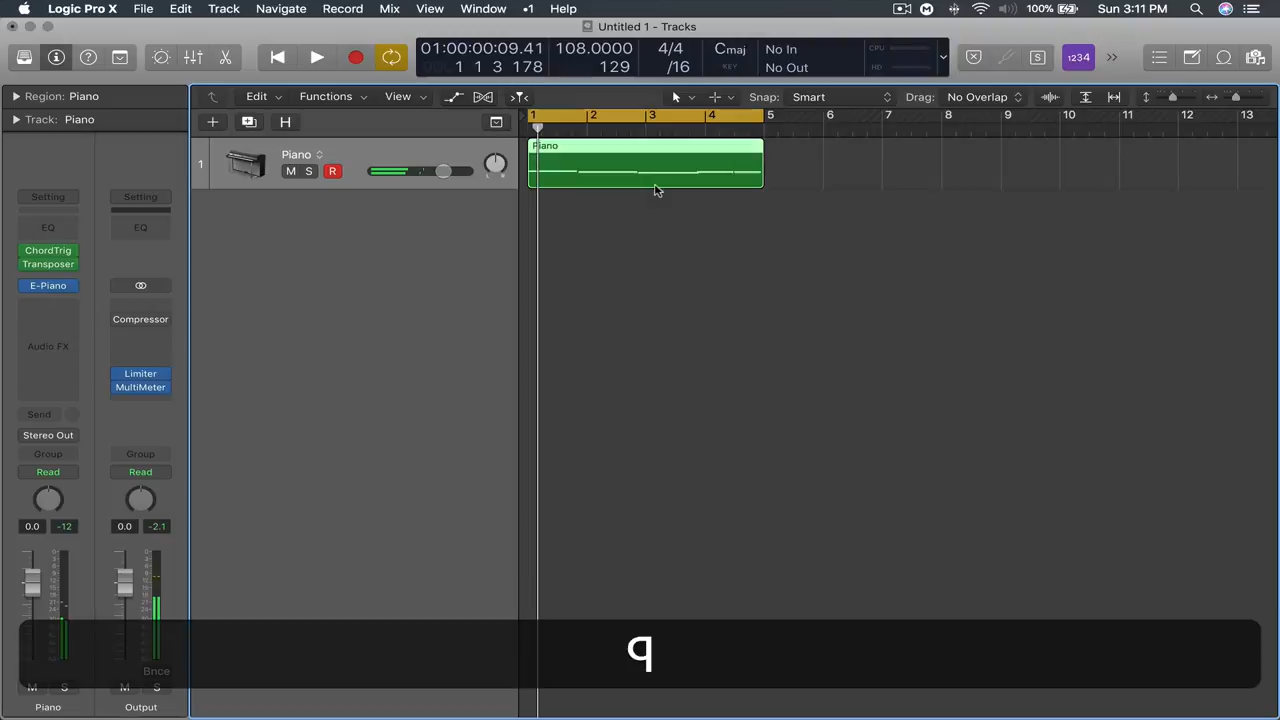 Logic Pro X File Edit Track Navigate Record Mix View Window 1 Help 100% Sun 3:11 PM
Untitled 1 - Tracks
01:00:00:09.41 108.0000 4/4 Cmaj No In CPU
1 1 3 178 129 /16 KEY No Out HD 1234
Region: Piano
Edit Functions View Snap: Smart Drag: No Overlap
Track: Piano
1 2 3 4 5 6 7 8 9 10 11 12 13
Piano
Piano
1
M S R
L R
Setting Setting
EQ EQ
ChordTrig
Transposer
E-Piano
Compressor
Audio FX
Limiter
MultiMeter
Send
Stereo Out
Group Group
Read Read
0.0 -12 0.0 -2.1
q
Bnce
M S M S
Piano Output